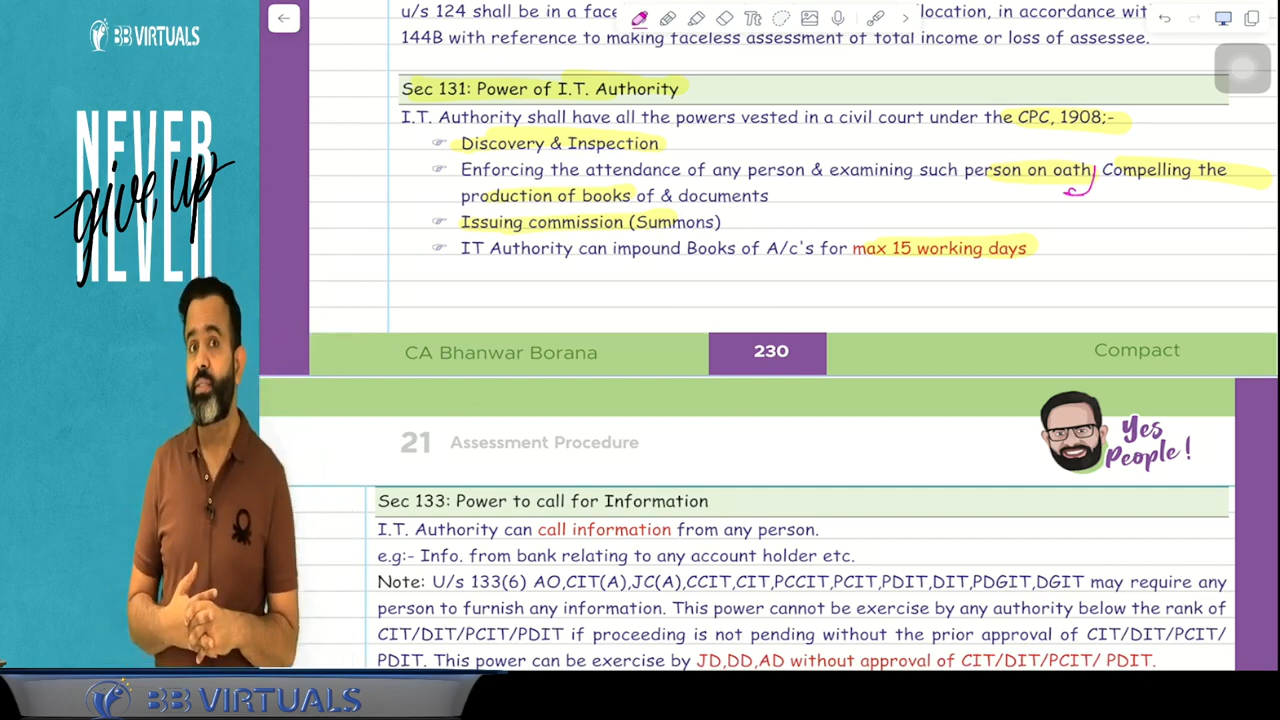 BB VIRTUALS
NEVER
give up
NEVER
u/s 124 shall be in a face
location, in accordance wit
144B with reference to making faceless assessment of total income or loss of assessee.
Sec 131: Power of I.T. Authority
I.T. Authority shall have all the powers vested in a civil court under the CPC, 1908;-
☞ Discovery & Inspection
☞ Enforcing the attendance of any person & examining such person on oath Compelling the
production of books of & documents
☞ Issuing commission (Summons)
☞ IT Authority can impound Books of A/c's for max 15 working days
CA Bhanwar Borana 230 Compact
21 Assessment Procedure
Yes
People!
Sec 133: Power to call for Information
I.T. Authority can call information from any person.
e.g:- Info. from bank relating to any account holder etc.
Note: U/s 133(6) AO,CIT(A),JC(A),CCIT,CIT,PCCIT,PCIT,PDIT,DIT,PDGIT,DGIT may require any
person to furnish any information. This power cannot be exercise by any authority below the rank of
CIT/DIT/PCIT/PDIT if proceeding is not pending without the prior approval of CIT/DIT/PCIT/
PDIT. This power can be exercise by JD,DD,AD without approval of CIT/DIT/PCIT/ PDIT.
BB VIRTUALS